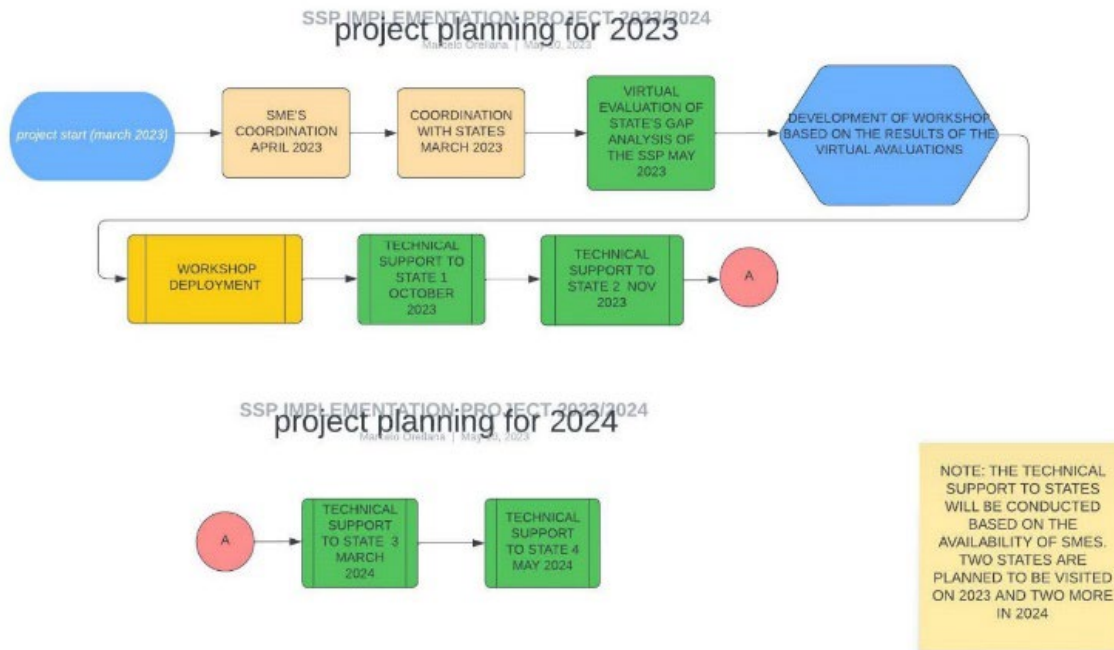 SSP IMPLEMENTATION PROJECT 2023/2024
project planning for 2023
Marcelo Orellana | May 20, 2023
project start (march 2023)
SME'S
COORDINATION
APRIL 2023
COORDINATION
WITH STATES
MARCH 2023
VIRTUAL
EVALUATION OF
STATE'S GAP
ANALYSIS OF
THE SSP MAY
2023
DEVELOPMENT OF WORKSHOP
BASED ON THE RESULTS OF THE
VIRTUAL AVALUATIONS
WORKSHOP
DEPLOYMENT
TECHNICAL
SUPPORT TO
STATE 1
OCTOBER
2023
TECHNICAL
SUPPORT TO
STATE 2 NOV
2023
A
SSP IMPLEMENTATION PROJECT 2023/2024
project planning for 2024
Marcelo Orellana | May 20, 2023
A
TECHNICAL
SUPPORT
TO STATE 3
MARCH
2024
TECHNICAL
SUPPORT
TO STATE 4
MAY 2024
NOTE: THE TECHNICAL
SUPPORT TO STATES
WILL BE CONDUCTED
BASED ON THE
AVAILABILITY OF SMES.
TWO STATES ARE
PLANNED TO BE VISITED
ON 2023 AND TWO MORE
IN 2024